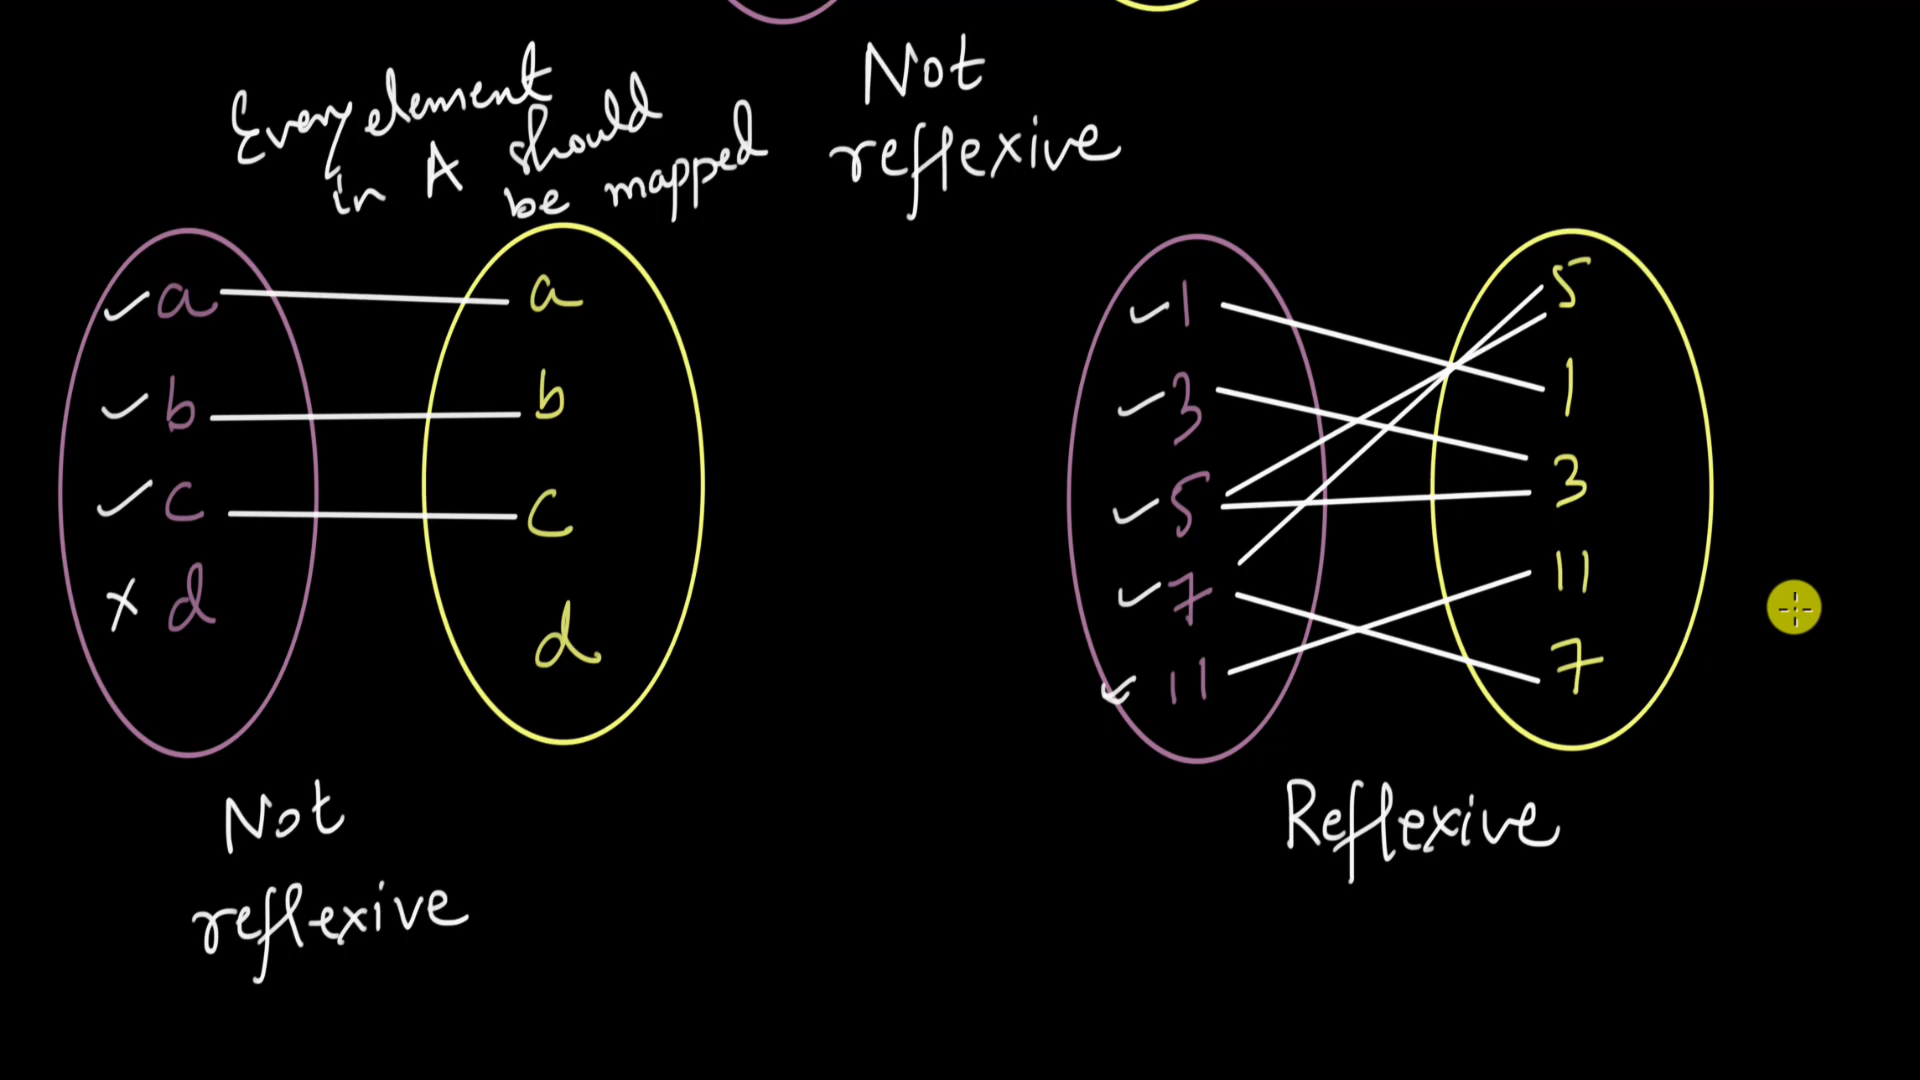 Every element
in A should
be mapped
Not
reflexive
a
b
c
d
a
b
c
d
Not
reflexive
1
3
5
7
11
5
1
3
11
7
Reflexive